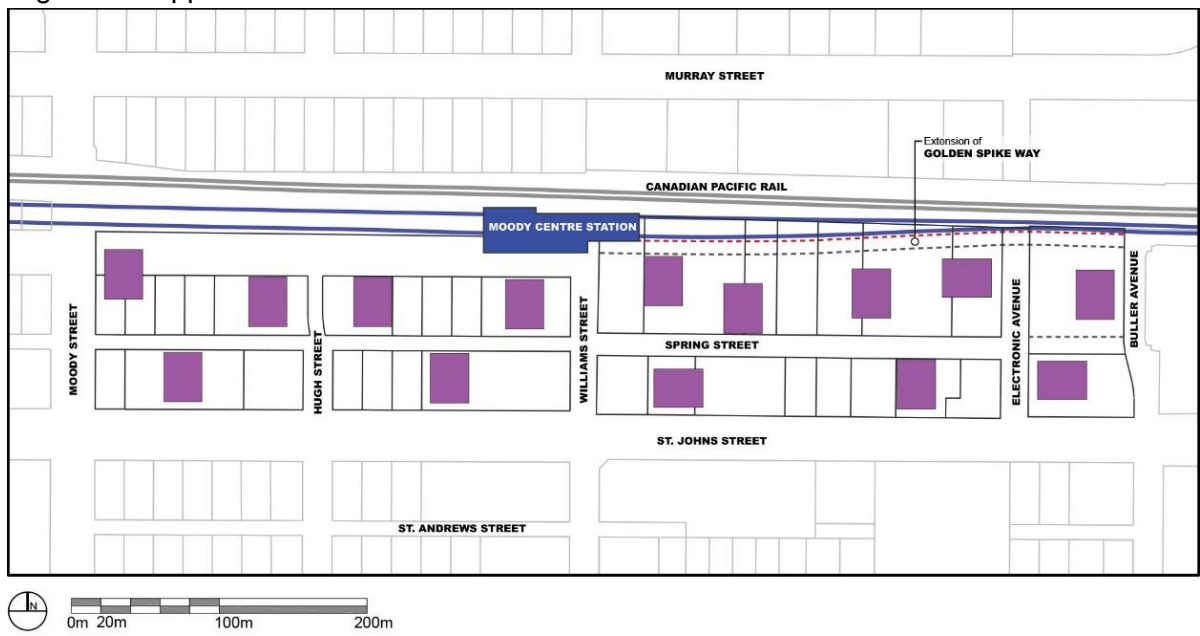 MURRAY STREET
Extension of
GOLDEN SPIKE WAY
CANADIAN PACIFIC RAIL
MOODY CENTRE STATION
MOODY STREET
HUGH STREET
WILLIAMS STREET
SPRING STREET
ELECTRONIC AVENUE
BULLER AVENUE
ST. JOHNS STREET
ST. ANDREWS STREET
N
0m 20m 100m 200m